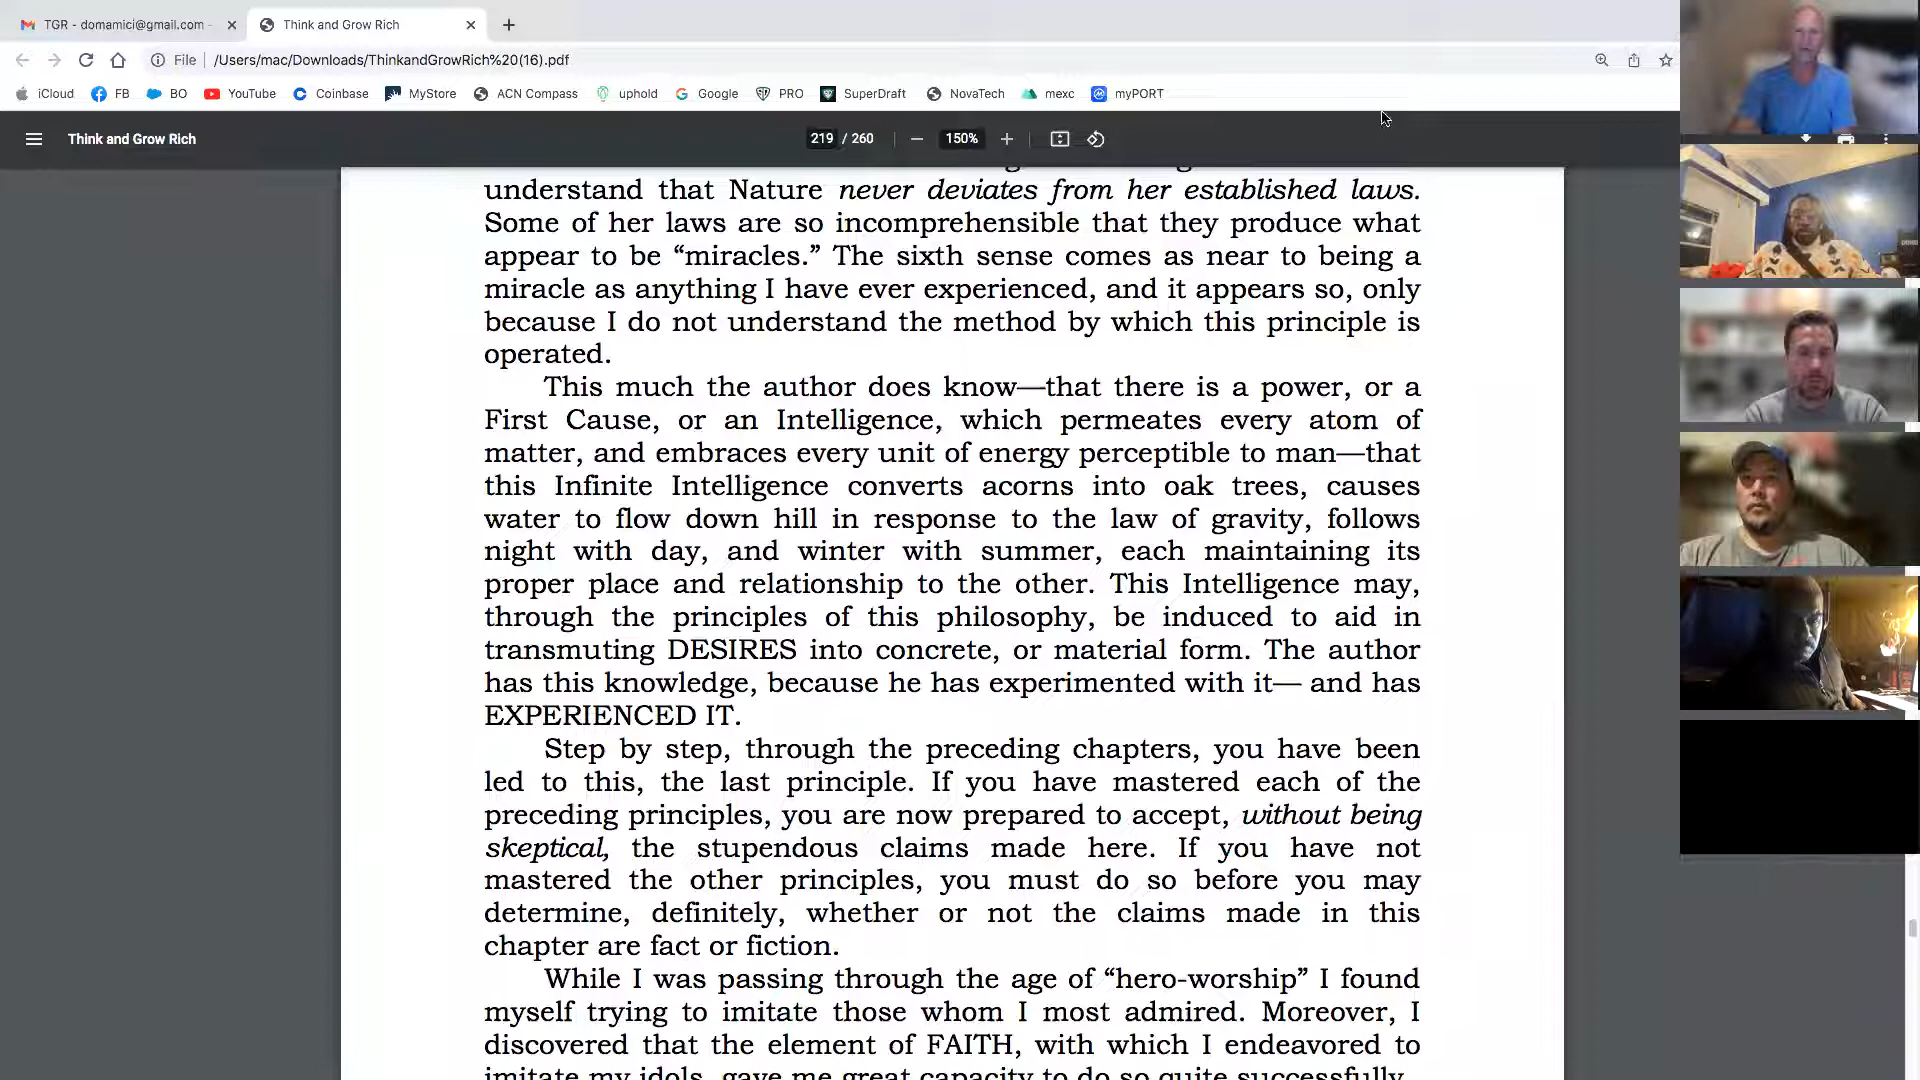 TGR - domamici@gmail.com -
Think and Grow Rich
File
/Users/mac/Downloads/ThinkandGrowRich%20(16).pdf
iCloud
FB
BO
YouTube
Coinbase
MyStore
ACN Compass
uphold
Google
PRO
SuperDraft
NovaTech
mexc
myPORT
Think and Grow Rich
219 / 260
150%
understand that Nature never deviates from her established laws.
Some of her laws are so incomprehensible that they produce what
appear to be “miracles.” The sixth sense comes as near to being a
miracle as anything I have ever experienced, and it appears so, only
because I do not understand the method by which this principle is
operated.
This much the author does know—that there is a power, or a
First Cause, or an Intelligence, which permeates every atom of
matter, and embraces every unit of energy perceptible to man—that
this Infinite Intelligence converts acorns into oak trees, causes
water to flow down hill in response to the law of gravity, follows
night with day, and winter with summer, each maintaining its
proper place and relationship to the other. This Intelligence may,
through the principles of this philosophy, be induced to aid in
transmuting DESIRES into concrete, or material form. The author
has this knowledge, because he has experimented with it— and has
EXPERIENCED IT.
Step by step, through the preceding chapters, you have been
led to this, the last principle. If you have mastered each of the
preceding principles, you are now prepared to accept, without being
skeptical, the stupendous claims made here. If you have not
mastered the other principles, you must do so before you may
determine, definitely, whether or not the claims made in this
chapter are fact or fiction.
While I was passing through the age of “hero-worship” I found
myself trying to imitate those whom I most admired. Moreover, I
discovered that the element of FAITH, with which I endeavored to
imitate my idols, gave me great capacity to do so quite successfully.